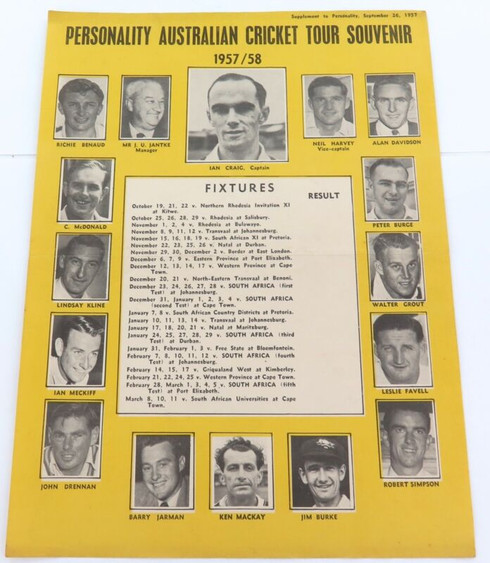 Supplement to Personality, September 26, 1957
PERSONALITY AUSTRALIAN CRICKET TOUR SOUVENIR
1957/58
RICHIE BENAUD
MR J. U. JANTKE
Manager
IAN CRAIG, Captain
NEIL HARVEY
Vice-captain
ALAN DAVIDSON
C. McDONALD
PETER BURGE
LINDSAY KLINE
WALTER GROUT
IAN MECKIFF
LESLIE FAVELL
JOHN DRENNAN
ROBERT SIMPSON
BARRY JARMAN
KEN MACKAY
JIM BURKE
FIXTURES
RESULT
October 19, 21, 22 v. Northern Rhodesia Invitation XI
at Kitwe.
October 25, 26, 28, 29 v. Rhodesia at Salisbury.
November 1, 2, 4 v. Rhodesia at Bulawayo.
November 8, 9, 11, 12 v. Transvaal at Johannesburg.
November 15, 16, 18, 19 v. South African XI at Pretoria.
November 22, 23, 25, 26 v. Natal at Durban.
November 29, 30, December 2 v. Border at East London.
December 6, 7, 9 v. Eastern Province at Port Elizabeth.
December 12, 13, 14, 17 v. Western Province at Cape
Town.
December 20, 21 v. North-Eastern Transvaal at Benoni.
December 23, 24, 26, 27, 28 v. SOUTH AFRICA (first
Test) at Johannesburg.
December 31, January 1, 2, 3, 4 v. SOUTH AFRICA
(second Test) at Cape Town.
January 7, 8 v. South African Country Districts at Pretoria.
January 10, 11, 13, 14 v. Transvaal at Johannesburg.
January 17, 18, 20, 21 v. Natal at Maritzburg.
January 24, 25, 27, 28, 29 v. SOUTH AFRICA (third
Test) at Durban.
January 31, February 1, 3 v. Free State at Bloemfontein.
February 7, 8, 10, 11, 12 v. SOUTH AFRICA (fourth
Test) at Johannesburg.
February 14, 15, 17 v. Griqualand West at Kimberley.
February 21, 22, 24, 25 v. Western Province at Cape Town.
February 28, March 1, 3, 4, 5 v. SOUTH AFRICA (fifth
Test) at Port Elizabeth.
March 8, 10, 11 v. South African Universities at Cape
Town.